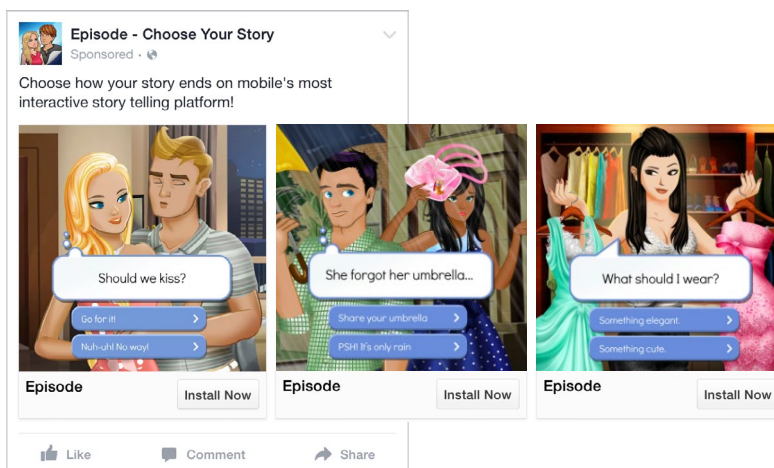 Episode - Choose Your Story
Sponsored ·
Choose how your story ends on mobile's most
interactive story telling platform!
Should we kiss?
Go for it!
Nuh-uh! No way!
Episode
Install Now
She forgot her umbrella...
Share your umbrella
PSH! It's only rain
Episode
Install Now
What should I wear?
Something elegant.
Something cute.
Episode
Install Now
Like
Comment
Share